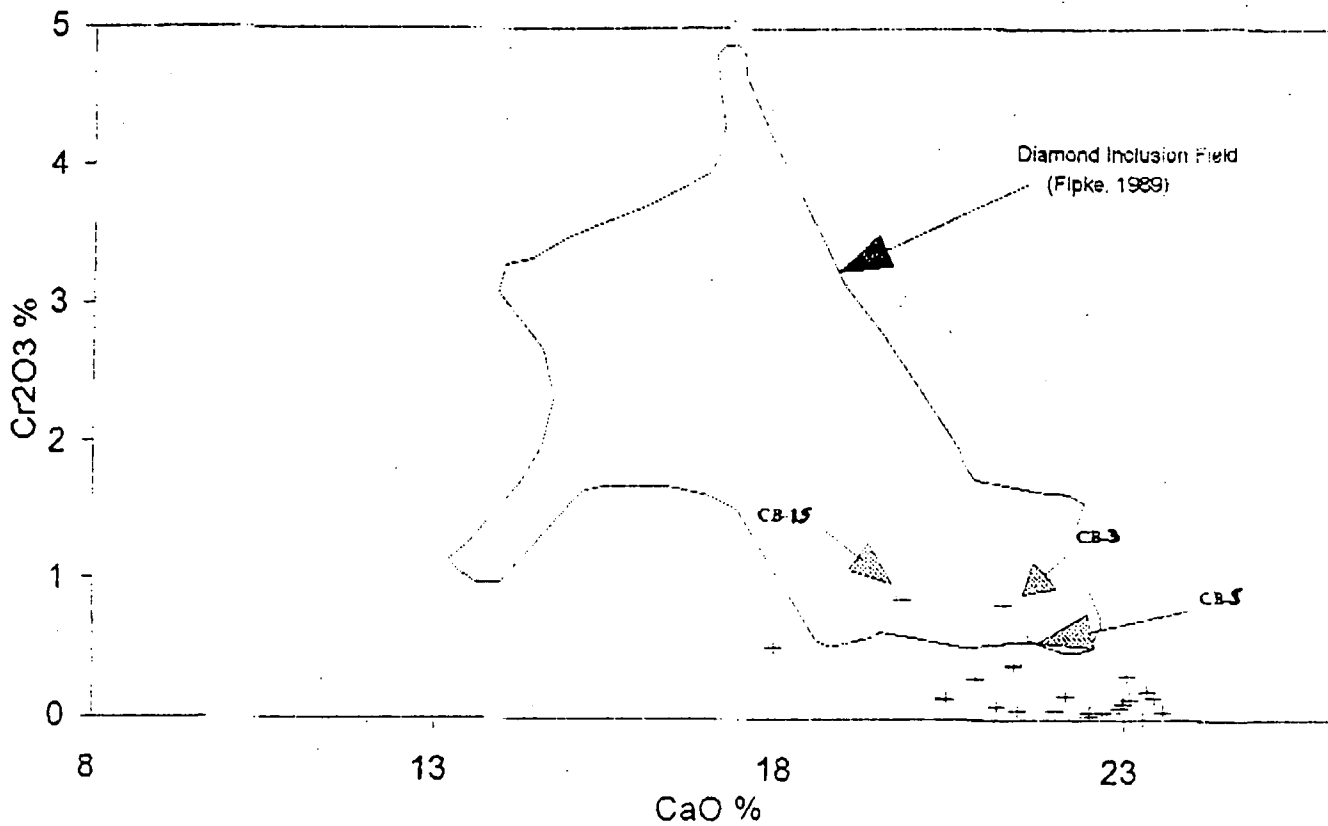 5
4
3
2
1
0
Cr2O3 %
Diamond Inclusion Field
(Fipke, 1989)
CB-15
CB-3
CB-5
8
13
18
23
CaO %